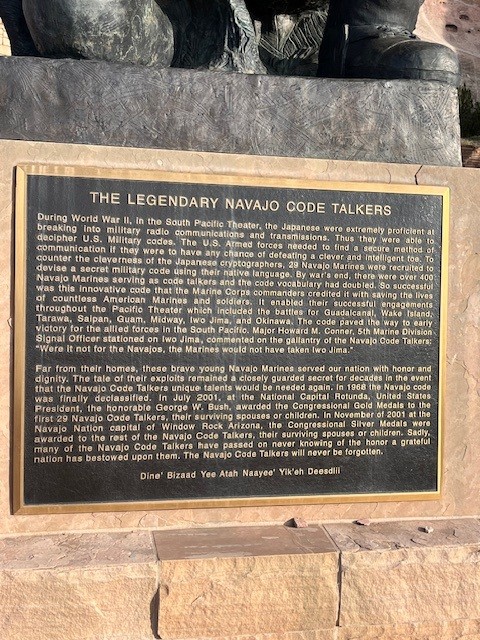 THE LEGENDARY NAVAJO CODE TALKERS
During World War II, in the South Pacific Theater, the Japanese were extremely proficient at
breaking into military radio communications and transmissions. Thus they were able to
decipher U.S. Military codes. The U.S. Armed forces needed to find a secure method of
communication if they were to have any chance of defeating a clever and intelligent foe. To
counter the cleverness of the Japanese cryptographers, 29 Navajo Marines were recruited to
devise a secret military code using their native language. By war's end, there were over 400
Navajo Marines serving as code talkers and the code vocabulary had doubled. So successful
was this innovative code that the Marine Corps commanders credited it with saving the lives
of countless American Marines and soldiers. It enabled their successful engagements
throughout the Pacific Theater which included the battles for Guadalcanal, Wake Island,
Tarawa, Saipan, Guam, Midway, Iwo Jima, and Okinawa. The code paved the way to early
victory for the allied forces in the South Pacific. Major Howard M. Conner, 5th Marine Division
Signal Officer stationed on Iwo Jima, commented on the gallantry of the Navajo Code Talkers:
"Were it not for the Navajos, the Marines would not have taken Iwo Jima."
Far from their homes, these brave young Navajo Marines served our nation with honor and
dignity. The tale of their exploits remained a closely guarded secret for decades in the event
that the Navajo Code Talkers unique talents would be needed again. In 1968 the Navajo code
was finally declassified. In July 2001, at the National Capital Rotunda, United States
President, the honorable George W. Bush, awarded the Congressional Gold Medals to the
first 29 Navajo Code Talkers, their surviving spouses or children. In November of 2001 at the
Navajo Nation capital of Window Rock Arizona, the Congressional Silver Medals were
awarded to the rest of the Navajo Code Talkers, their surviving spouses or children. Sadly,
many of the Navajo Code Talkers have passed on never knowing of the honor a grateful
nation has bestowed upon them. The Navajo Code Talkers will never be forgotten.
Dine' Bizaad Yee Atah Naayee' Yik'eh Deesdlii